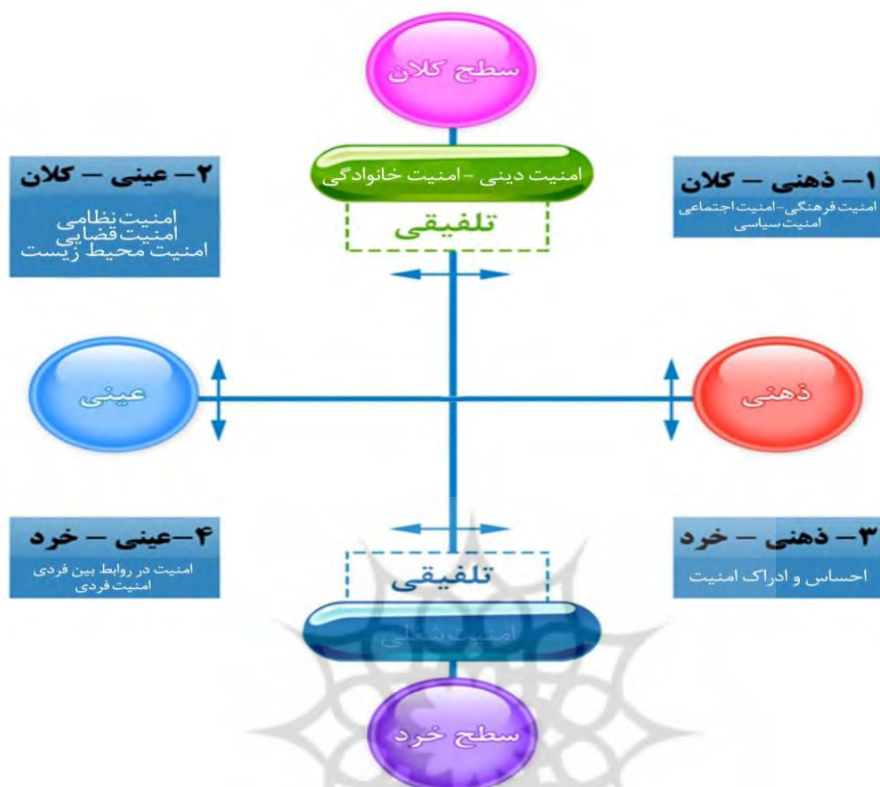 سطح کلان
امنیت دینی - امنیت خانوادگی
تلفیقی
۱- ذهنی - کلان
امنیت فرهنگی - امنیت اجتماعی
امنیت سیاسی
۲- عینی - کلان
امنیت نظامی
امنیت قضایی
امنیت محیط زیست
ذهنی
عینی
۳- ذهنی - خرد
احساس و ادراک امنیت
۴- عینی - خرد
امنیت در روابط بین فردی
امنیت فردی
تلفیقی
امنیت شغلی
سطح خرد